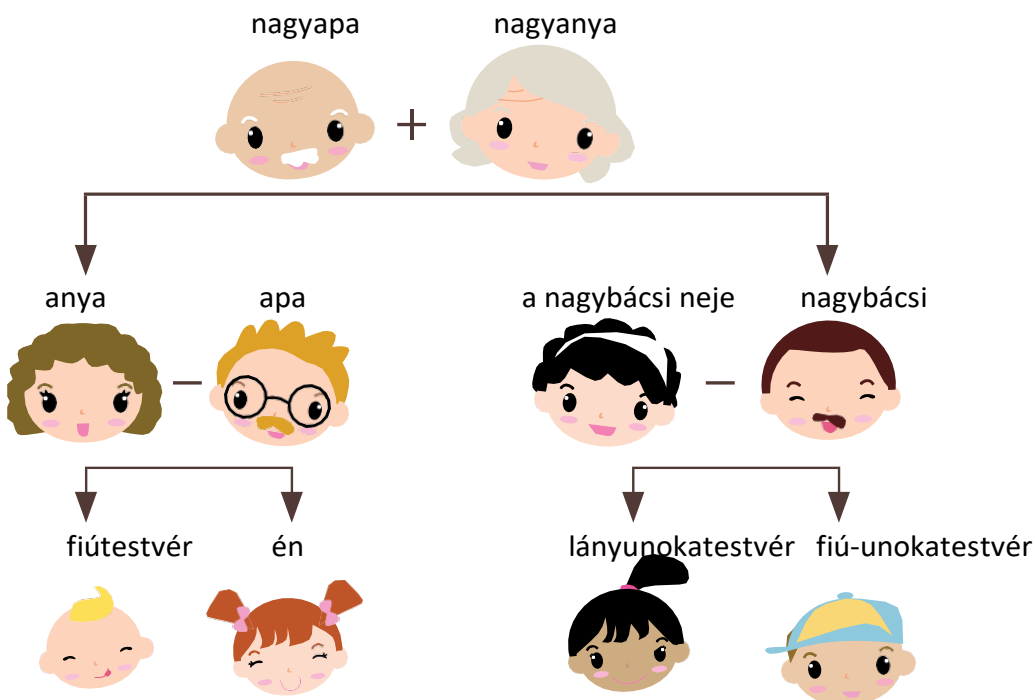 nagyapa nagyanya
anya apa a nagybácsi neje nagybácsi
fiútestvér én lányunokatestvér fiú-unokatestvér